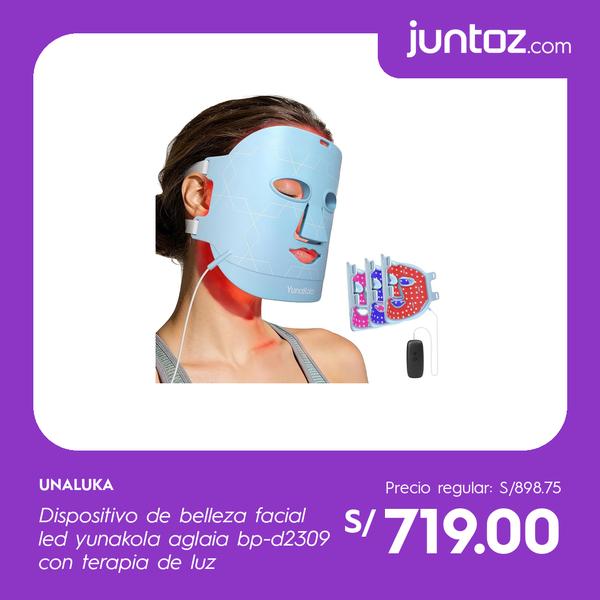 juntoz.com
YunaKola
UNALUKA
Dispositivo de belleza facial
led yunakola aglaia bp-d2309
con terapia de luz
Precio regular: S/898.75
S/ 719.00